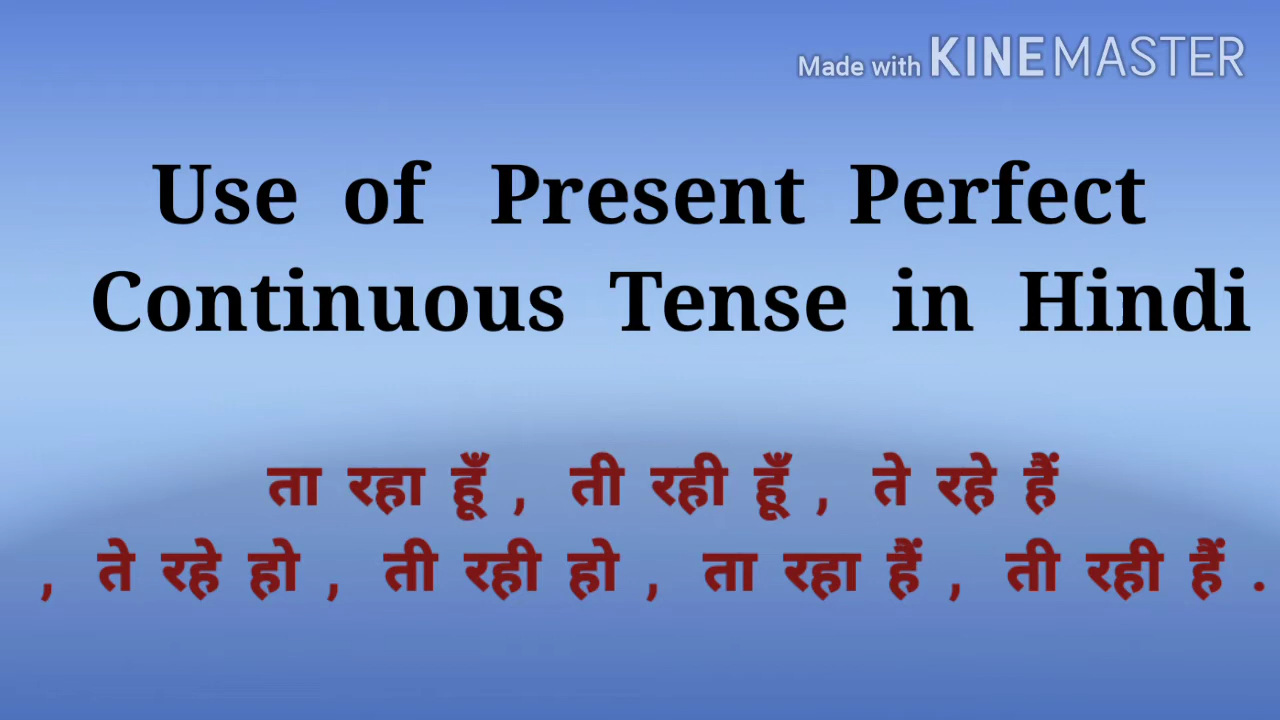 Made with KINEMASTER
Use of Present Perfect
Continuous Tense in Hindi
ता रहा हूँ , ती रही हूँ , ते रहे हैं
, ते रहे हो , ती रही हो , ता रहा हैं , ती रही हैं .